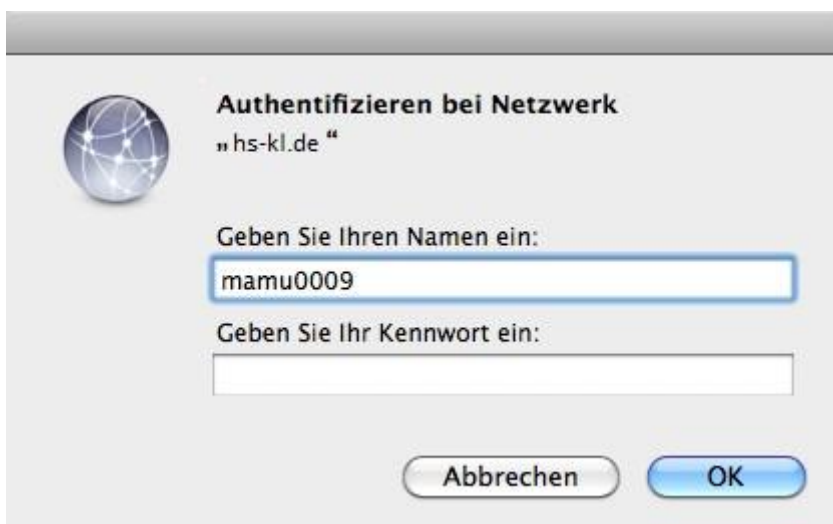 Authentifizieren bei Netzwerk
„hs-kl.de “
Geben Sie Ihren Namen ein:
mamu0009
Geben Sie Ihr Kennwort ein:
Abbrechen OK